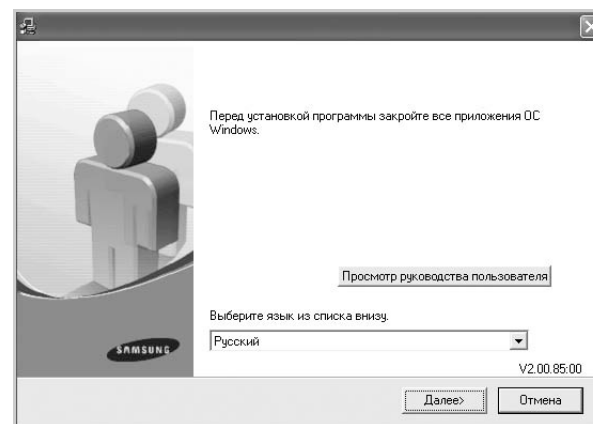 Перед установкой программы закройте все приложения ОС
Windows.
Просмотр руководства пользователя
Выберите язык из списка внизу.
Русский
SAMSUNG
V2.00.85:00
Далее>
Отмена